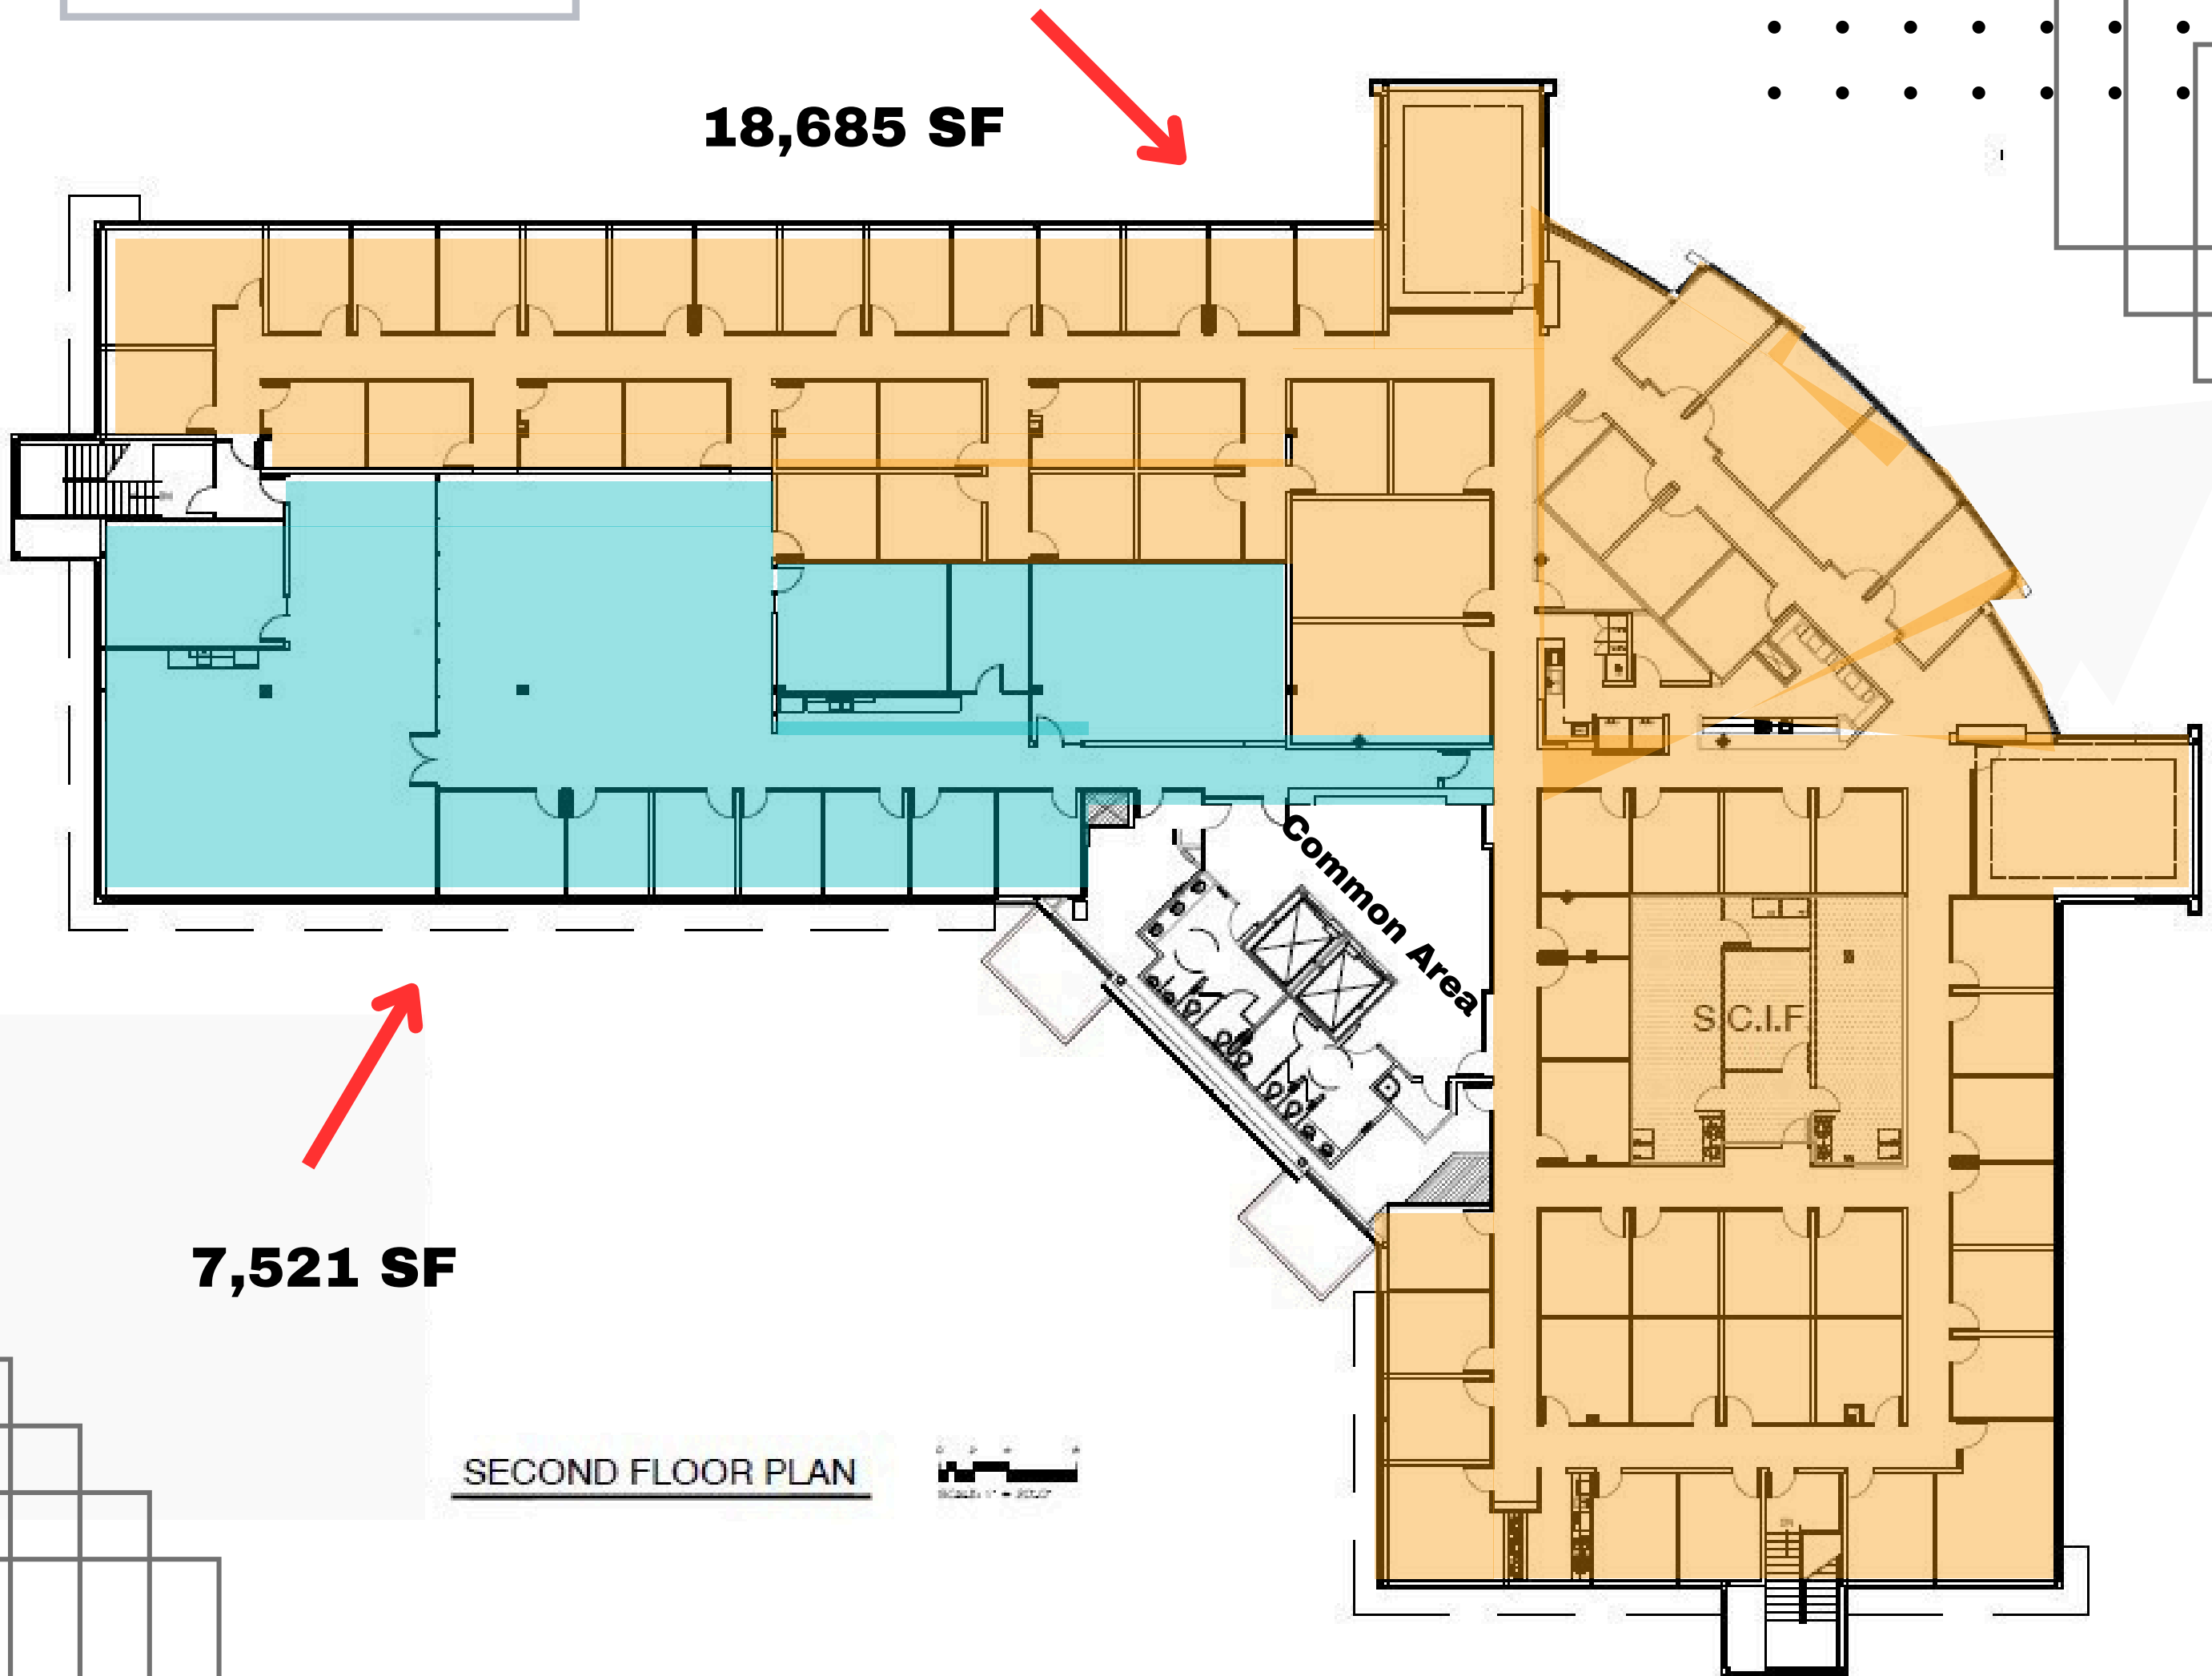 18,685 SF
Common Area
S.C.I.F.
7,521 SF
SECOND FLOOR PLAN